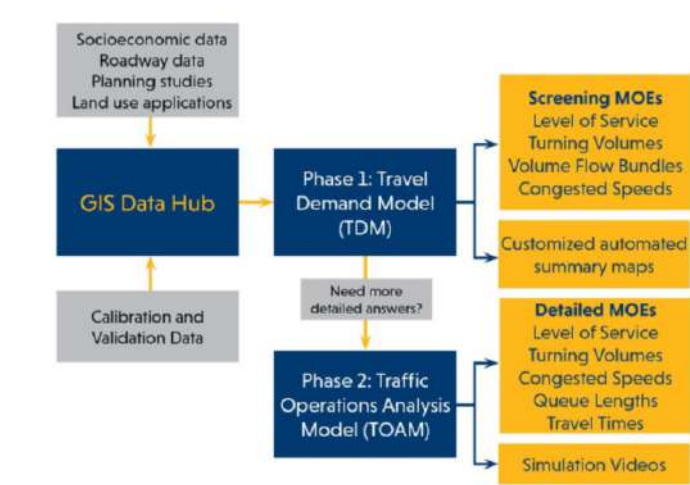 Socioeconomic data
Roadway data
Planning studies
Land use applications
GIS Data Hub
Calibration and
Validation Data
Phase 1: Travel
Demand Model
(TDM)
Need more
detailed answers?
Phase 2: Traffic
Operations Analysis
Model (TOAM)
Screening MOEs
Level of Service
Turning Volumes
Volume Flow Bundles
Congested Speeds
Customized automated
summary maps
Detailed MOEs
Level of Service
Turning Volumes
Congested Speeds
Queue Lengths
Travel Times
Simulation Videos